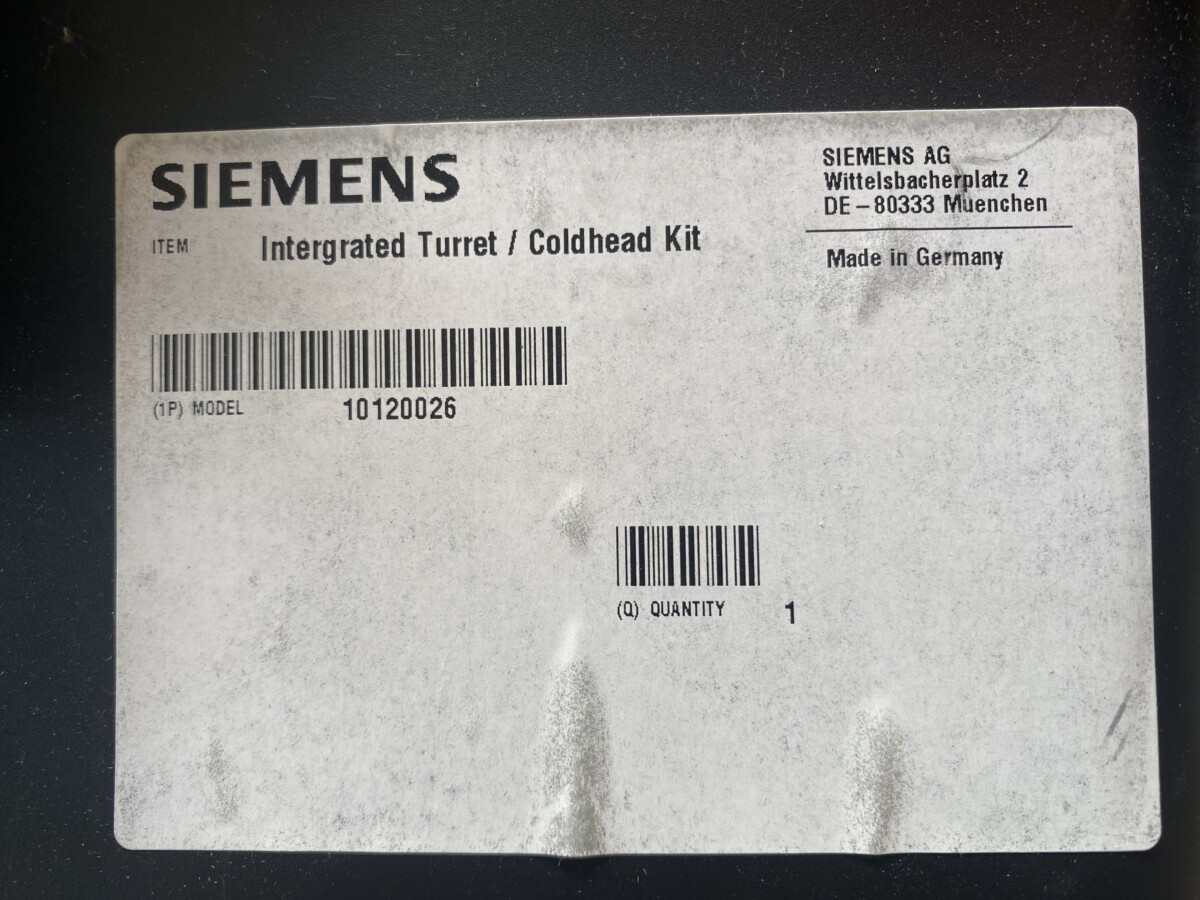 SIEMENS
ITEM Intergrated Turret / Coldhead Kit
SIEMENS AG
Wittelsbacherplatz 2
DE-80333 Muenchen
Made in Germany
(1P) MODEL 10120026
(Q) QUANTITY 1